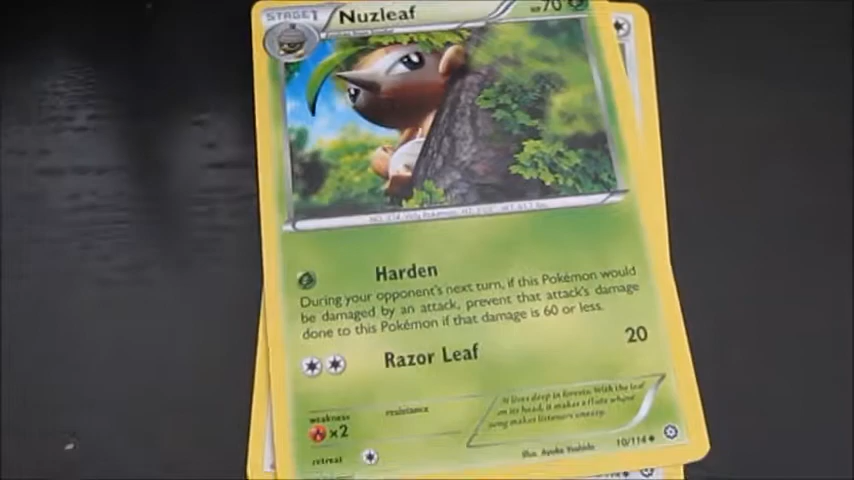 STAGE 1 Nuzleaf HP 70
Harden
During your opponent's next turn, if this Pokémon would
be damaged by an attack, prevent that attack's damage
done to this Pokémon if that damage is 60 or less.
Razor Leaf 20
weakness resistance
×2
It lives deep in forests. With the leaf
on its head, it makes a flute whose
song makes listeners uneasy.
retreat
Illus. Ayaka Yoshida 10/114